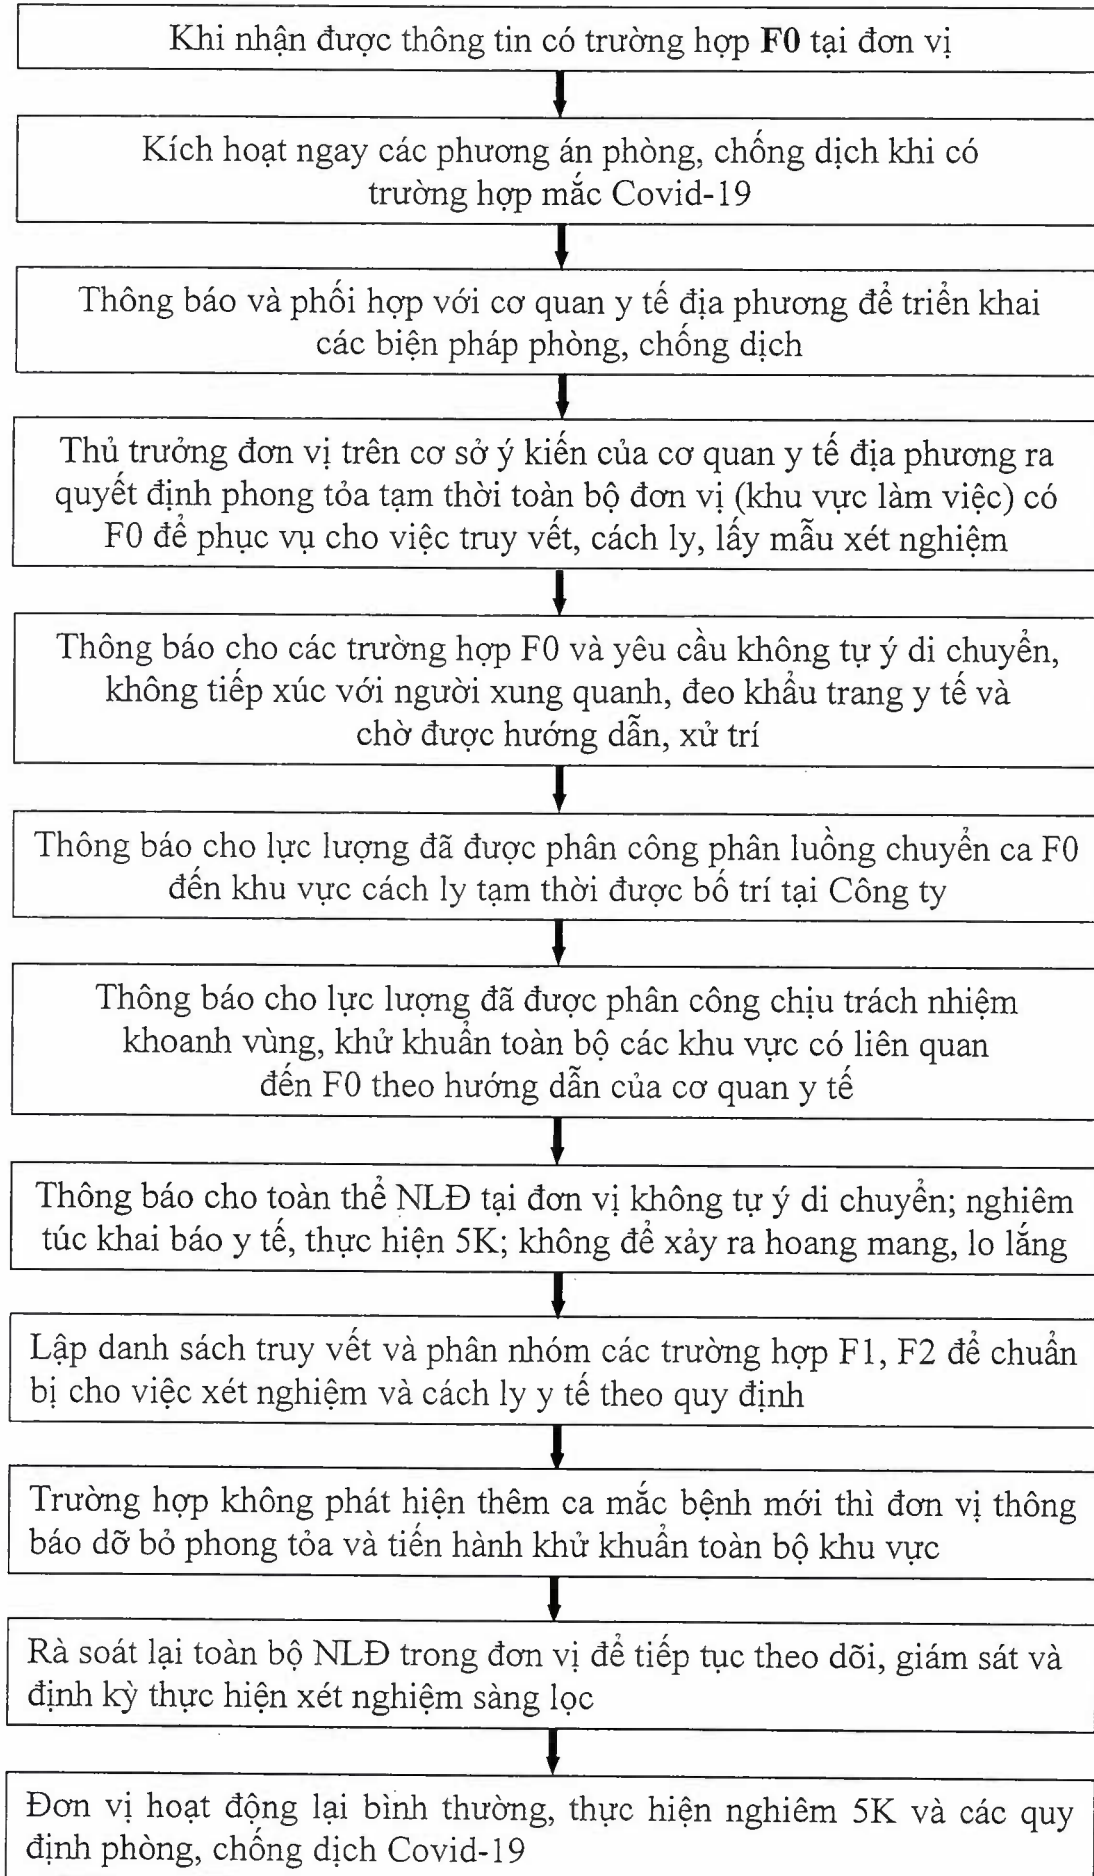 Khi nhận được thông tin có trường hợp F0 tại đơn vị
Kích hoạt ngay các phương án phòng, chống dịch khi có
trường hợp mắc Covid-19
Thông báo và phối hợp với cơ quan y tế địa phương để triển khai
các biện pháp phòng, chống dịch
Thủ trưởng đơn vị trên cơ sở ý kiến của cơ quan y tế địa phương ra
quyết định phong tỏa tạm thời toàn bộ đơn vị (khu vực làm việc) có
F0 để phục vụ cho việc truy vết, cách ly, lấy mẫu xét nghiệm
Thông báo cho các trường hợp F0 và yêu cầu không tự ý di chuyển,
không tiếp xúc với người xung quanh, đeo khẩu trang y tế và
chờ được hướng dẫn, xử trí
Thông báo cho lực lượng đã được phân công phân luồng chuyển ca F0
đến khu vực cách ly tạm thời được bố trí tại Công ty
Thông báo cho lực lượng đã được phân công chịu trách nhiệm
khoanh vùng, khử khuẩn toàn bộ các khu vực có liên quan
đến F0 theo hướng dẫn của cơ quan y tế
Thông báo cho toàn thể NLĐ tại đơn vị không tự ý di chuyển; nghiêm
túc khai báo y tế, thực hiện 5K; không để xảy ra hoang mang, lo lắng
Lập danh sách truy vết và phân nhóm các trường hợp F1, F2 để chuẩn
bị cho việc xét nghiệm và cách ly y tế theo quy định
Trường hợp không phát hiện thêm ca mắc bệnh mới thì đơn vị thông
báo dỡ bỏ phong tỏa và tiến hành khử khuẩn toàn bộ khu vực
Rà soát lại toàn bộ NLĐ trong đơn vị để tiếp tục theo dõi, giám sát và
định kỳ thực hiện xét nghiệm sàng lọc
Đơn vị hoạt động lại bình thường, thực hiện nghiêm 5K và các quy
định phòng, chống dịch Covid-19